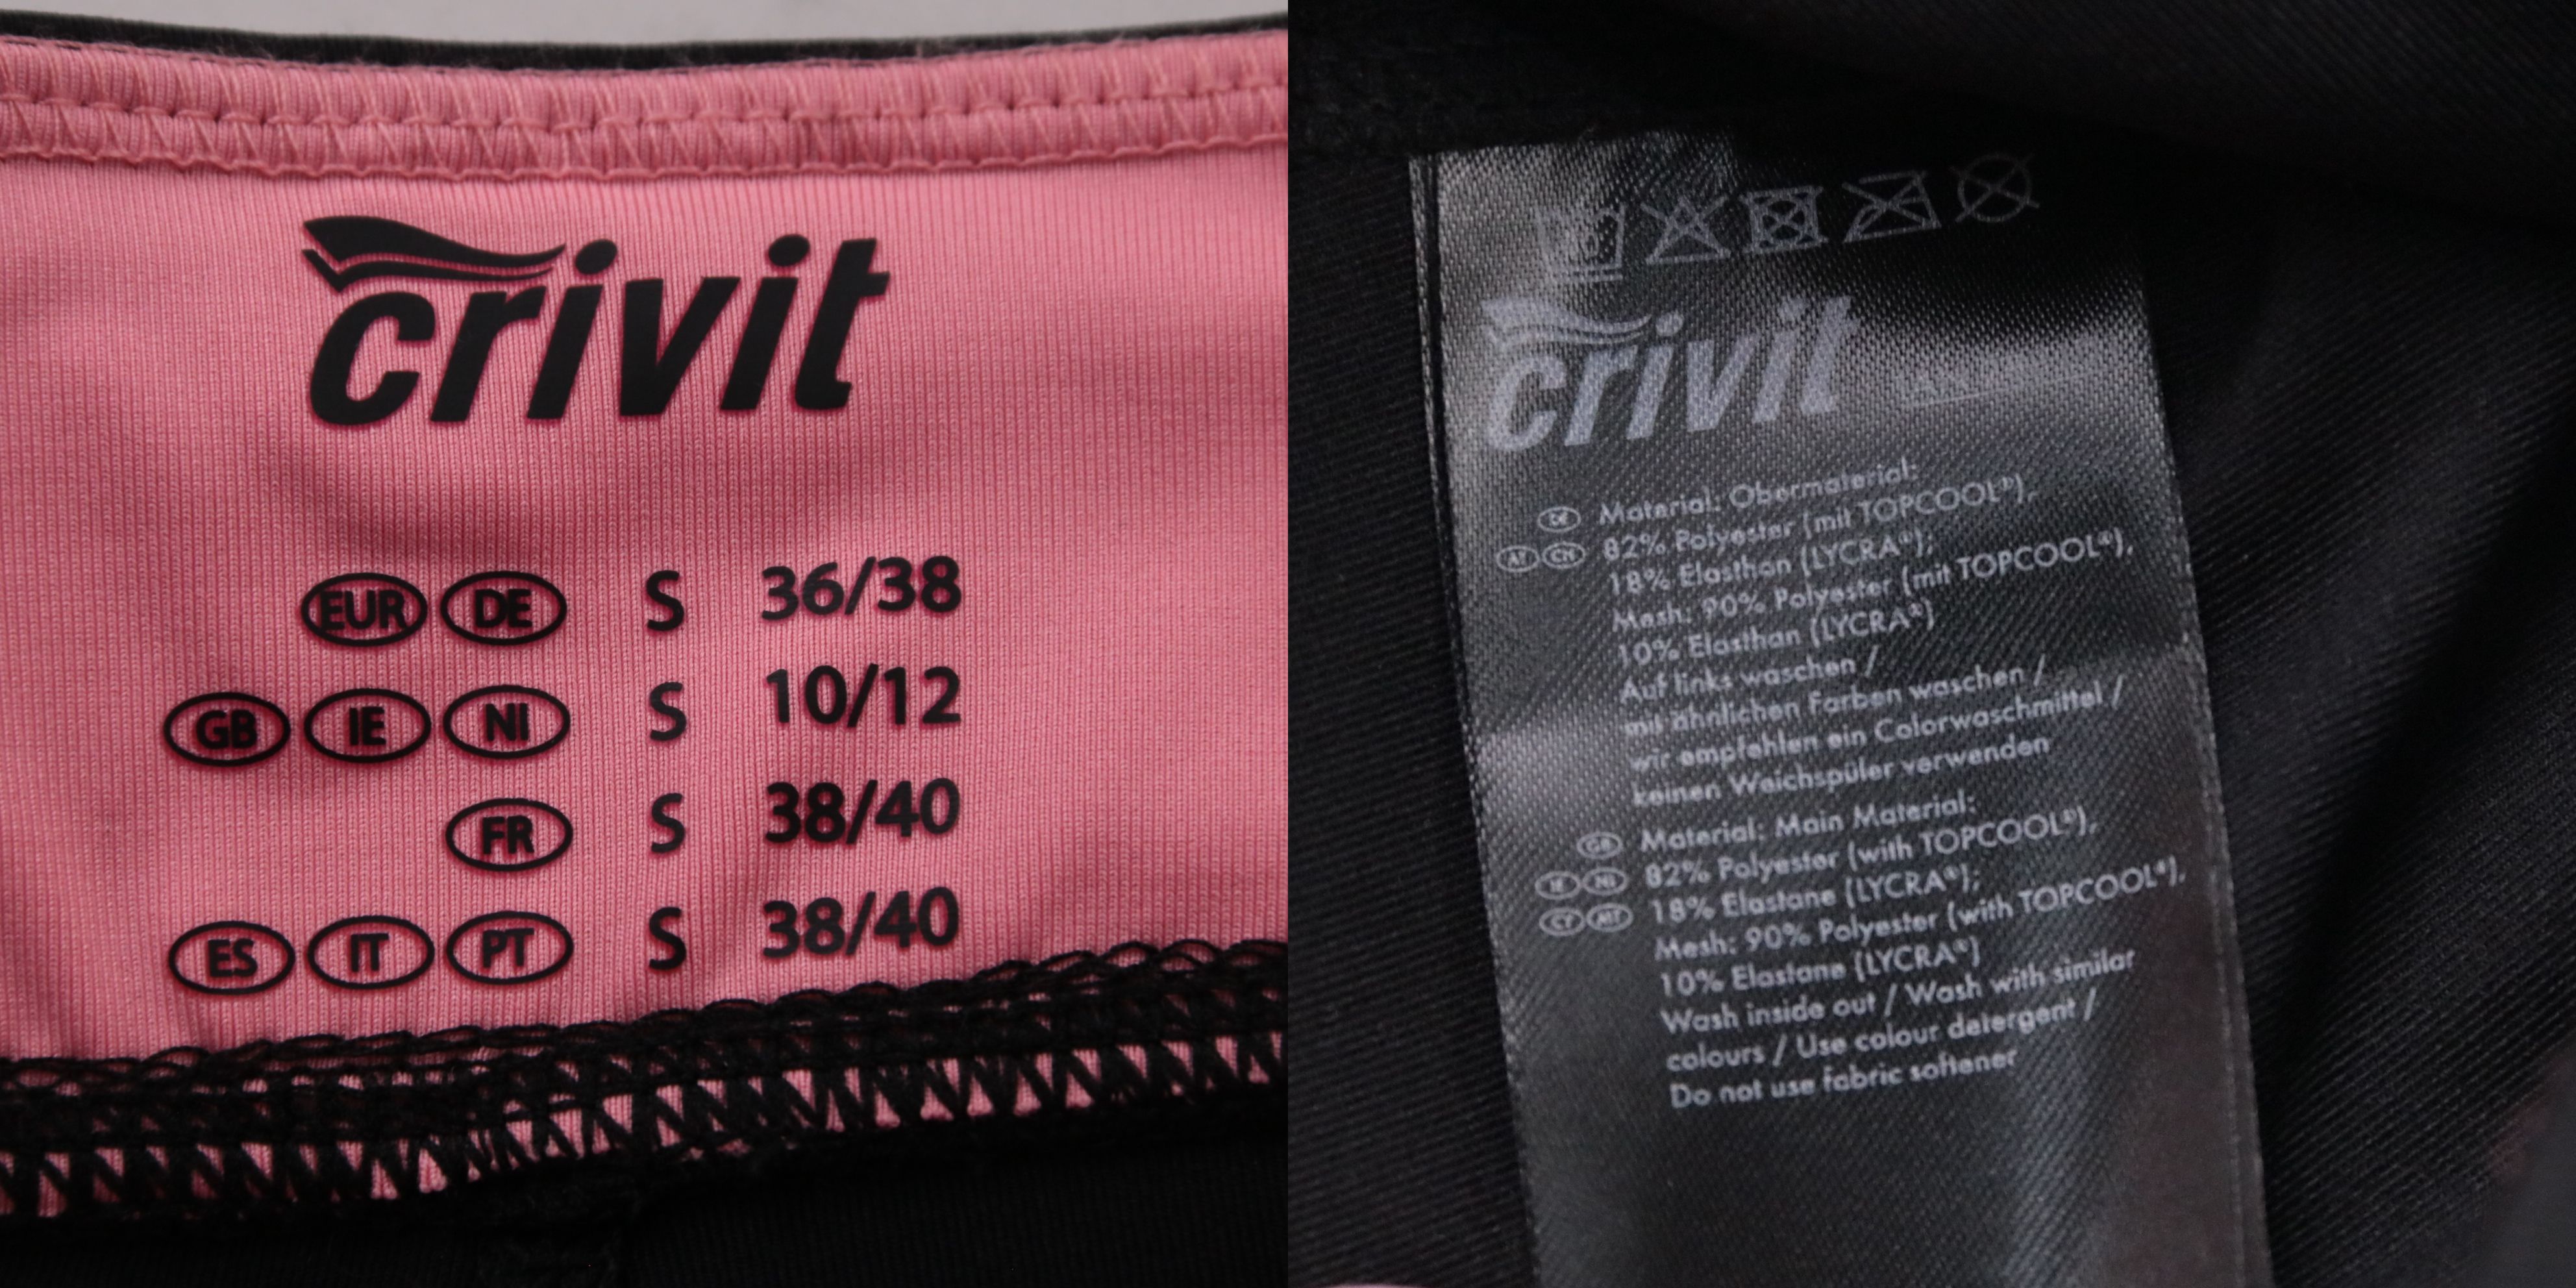 crivit
EUR DE S 36/38
GB IE NI S 10/12
FR S 38/40
ES IT PT S 38/40
crivit
DE Material: Obermaterial:
AT CH 82% Polyester (mit TOPCOOL®),
18% Elasthan (LYCRA®);
Mesh: 90% Polyester (mit TOPCOOL®),
10% Elasthan (LYCRA®)
Auf links waschen /
mit ähnlichen Farben waschen /
wir empfehlen ein Colorwaschmittel /
keinen Weichspüler verwenden
GB Material: Main Material:
IE NI 82% Polyester (with TOPCOOL®),
CY MT 18% Elastane (LYCRA®);
Mesh: 90% Polyester (with TOPCOOL®),
10% Elastane (LYCRA®)
Wash inside out / Wash with similar
colours / Use colour detergent /
Do not use fabric softener